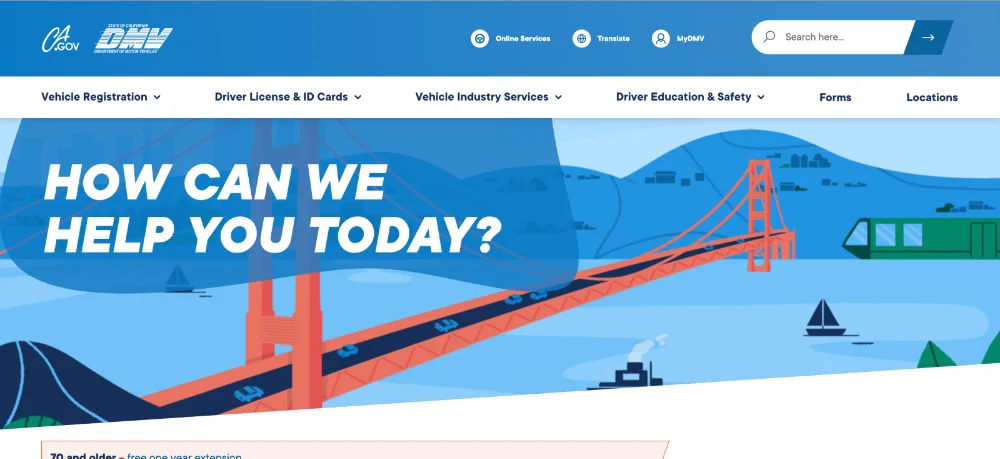 CA
.GOV
STATE OF CALIFORNIA
DMV
DEPARTMENT OF MOTOR VEHICLES
Online Services
Translate
MyDMV
Search here...
Vehicle Registration
Driver License & ID Cards
Vehicle Industry Services
Driver Education & Safety
Forms
Locations
HOW CAN WE
HELP YOU TODAY?
70 and older – free one year extension